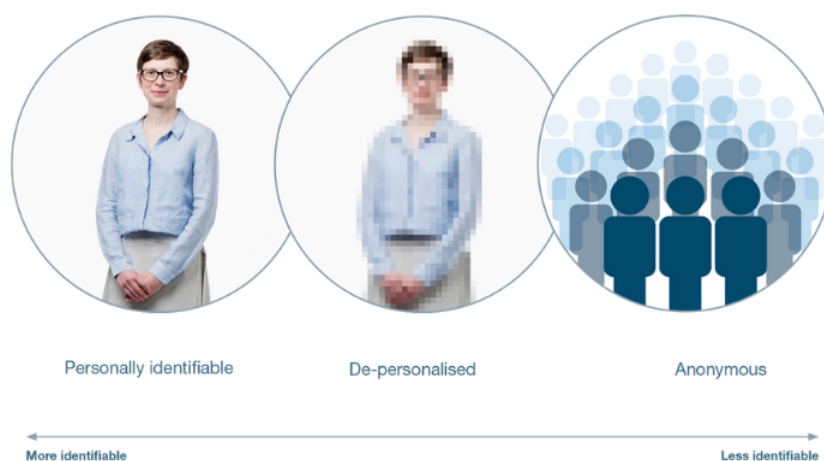 Personally identifiable
De-personalised
Anonymous
More identifiable
Less identifiable